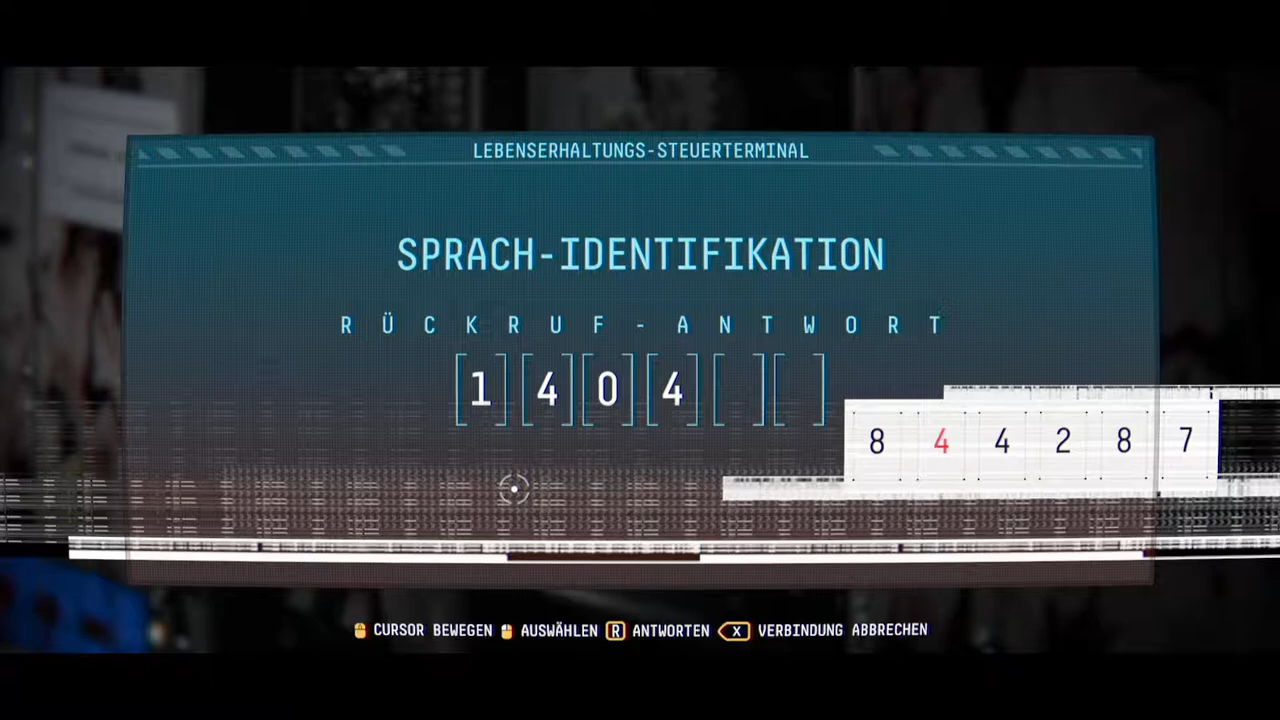 LEBENSERHALTUNGS-STEUERTERMINAL
SPRACH-IDENTIFIKATION
RÜCKRUF-ANTWORT
[1][4][0][4][ ][ ]
8 4 4 2 8 7
CURSOR BEWEGEN AUSWÄHLEN R ANTWORTEN X VERBINDUNG ABBRECHEN